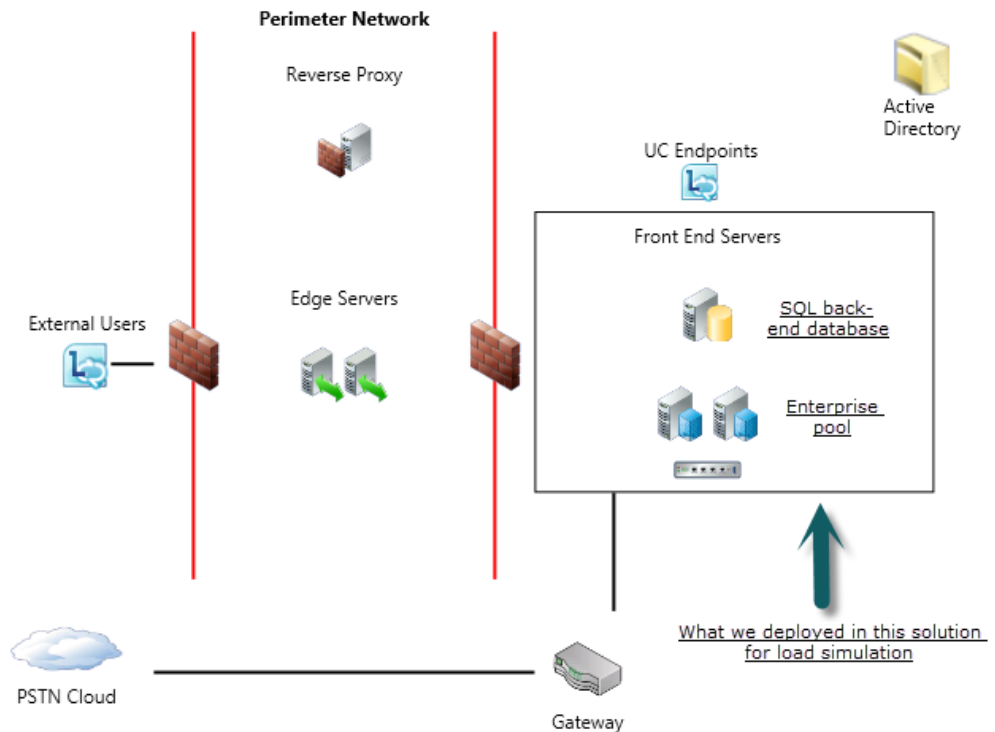 Perimeter Network
Reverse Proxy
Active
Directory
UC Endpoints
Front End Servers
Edge Servers
SQL back-
end database
External Users
Enterprise
pool
What we deployed in this solution
for load simulation
PSTN Cloud
Gateway